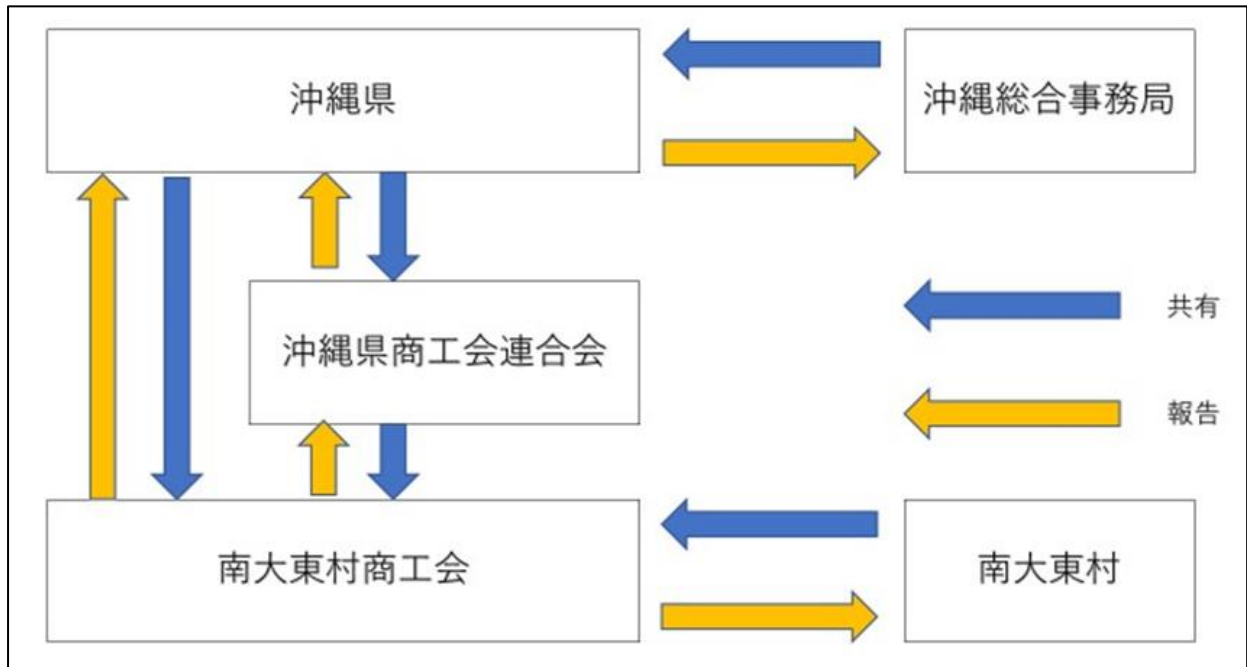 沖縄県
沖縄総合事務局
沖縄県商工会連合会
共有
報告
南大東村商工会
南大東村